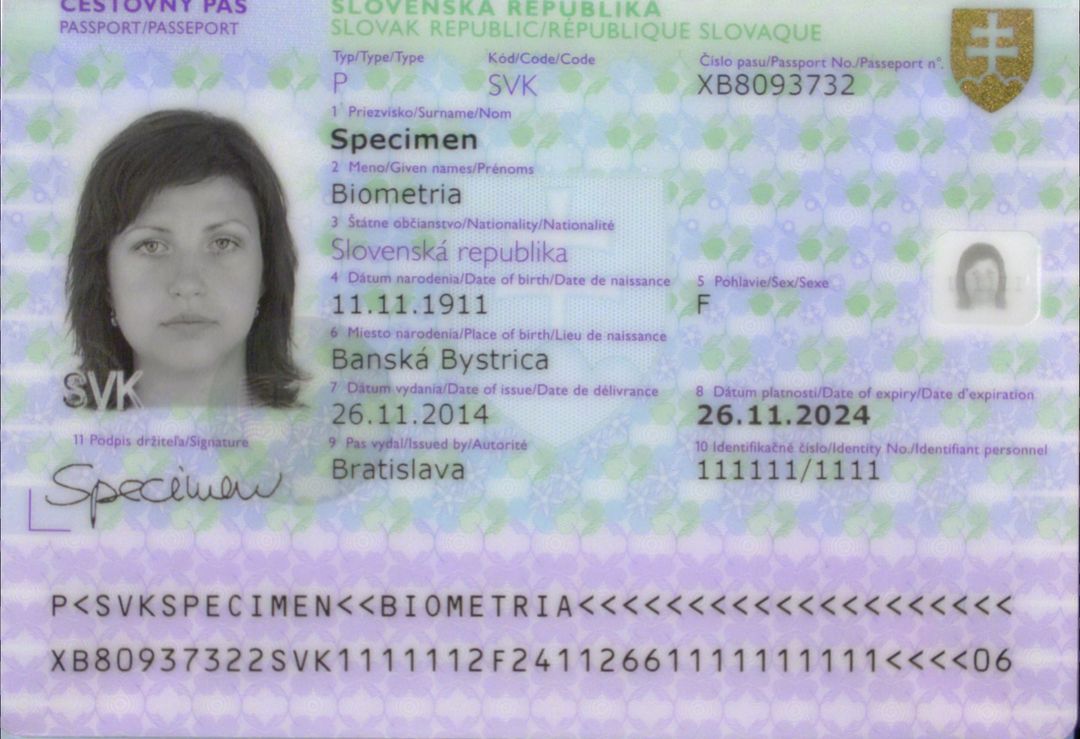 CESTOVNÝ PAS
PASSPORT/PASSEPORT
SLOVENSKÁ REPUBLIKA
SLOVAK REPUBLIC/RÉPUBLIQUE SLOVAQUE
Typ/Type/Type Kód/Code/Code Číslo pasu/Passport No./Passeport n°.
P SVK XB8093732
1 Priezvisko/Surname/Nom
Specimen
2 Meno/Given names/Prénoms
Biometria
3 Štátne občianstvo/Nationality/Nationalité
Slovenská republika
4 Dátum narodenia/Date of birth/Date de naissance 5 Pohlavie/Sex/Sexe
11.11.1911 F
6 Miesto narodenia/Place of birth/Lieu de naissance
Banská Bystrica
7 Dátum vydania/Date of issue/Date de délivrance 8 Dátum platnosti/Date of expiry/Date d'expiration
26.11.2014 26.11.2024
9 Pas vydal/Issued by/Autorité 10 Identifikačné číslo/Identity No./Identifiant personnel
Bratislava 111111/1111
SVK
11 Podpis držiteľa/Signature
Specimen
P<SVKSPECIMEN<<BIOMETRIA<<<<<<<<<<<<<<<<<<<<
XB80937322SVK1111112F24112661111111111<<<<06